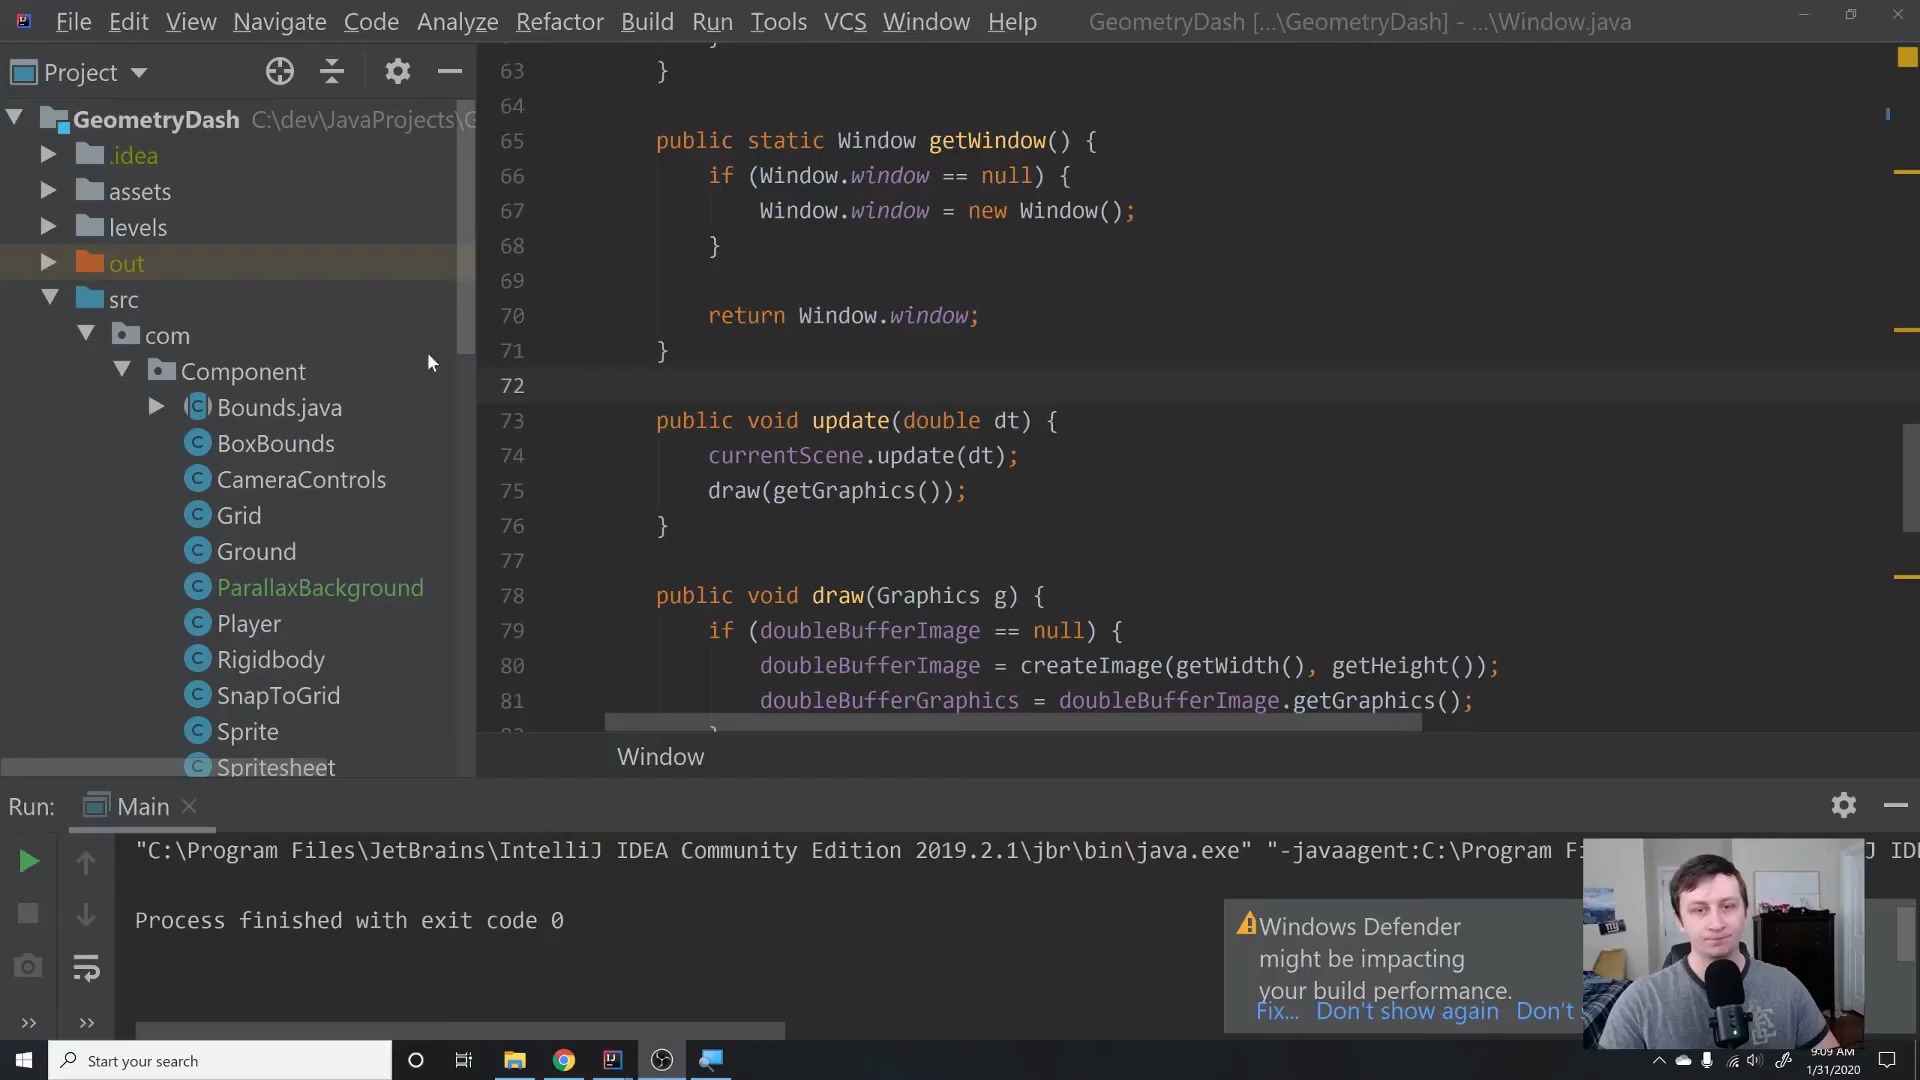 File Edit View Navigate Code Analyze Refactor Build Run Tools VCS Window Help GeometryDash [...\GeometryDash] - ...\Window.java
Project
GeometryDash C:\dev\JavaProjects\G
.idea
assets
levels
out
src
com
Component
Bounds.java
BoxBounds
CameraControls
Grid
Ground
ParallaxBackground
Player
Rigidbody
SnapToGrid
Sprite
Spritesheet
63 }
64
65 public static Window getWindow() {
66 if (Window.window == null) {
67 Window.window = new Window();
68 }
69
70 return Window.window;
71 }
72
73 public void update(double dt) {
74 currentScene.update(dt);
75 draw(getGraphics());
76 }
77
78 public void draw(Graphics g) {
79 if (doubleBufferImage == null) {
80 doubleBufferImage = createImage(getWidth(), getHeight());
81 doubleBufferGraphics = doubleBufferImage.getGraphics();
Window
Run: Main
"C:\Program Files\JetBrains\IntelliJ IDEA Community Edition 2019.2.1\jbr\bin\java.exe" "-javaagent:C:\Program Fi J IDE
Process finished with exit code 0
Windows Defender
might be impacting
your build performance.
Fix... Don't show again Don't
Start your search
9:09 AM
1/31/2020